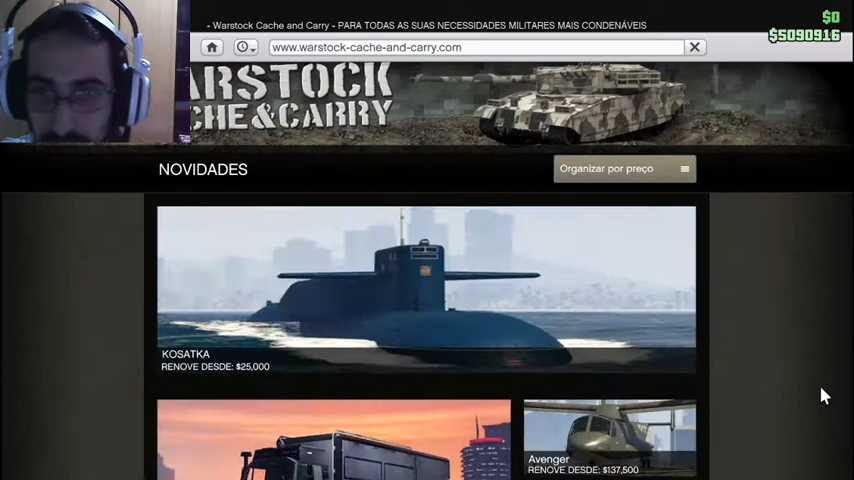 - Warstock Cache and Carry - PARA TODAS AS SUAS NECESSIDADES MILITARES MAIS CONDENÁVEIS
$0
$5090916
www.warstock-cache-and-carry.com
ARSTOCK
CHE&CARRY
NOVIDADES
Organizar por preço
KOSATKA
RENOVE DESDE: $25,000
Avenger
RENOVE DESDE: $137,500